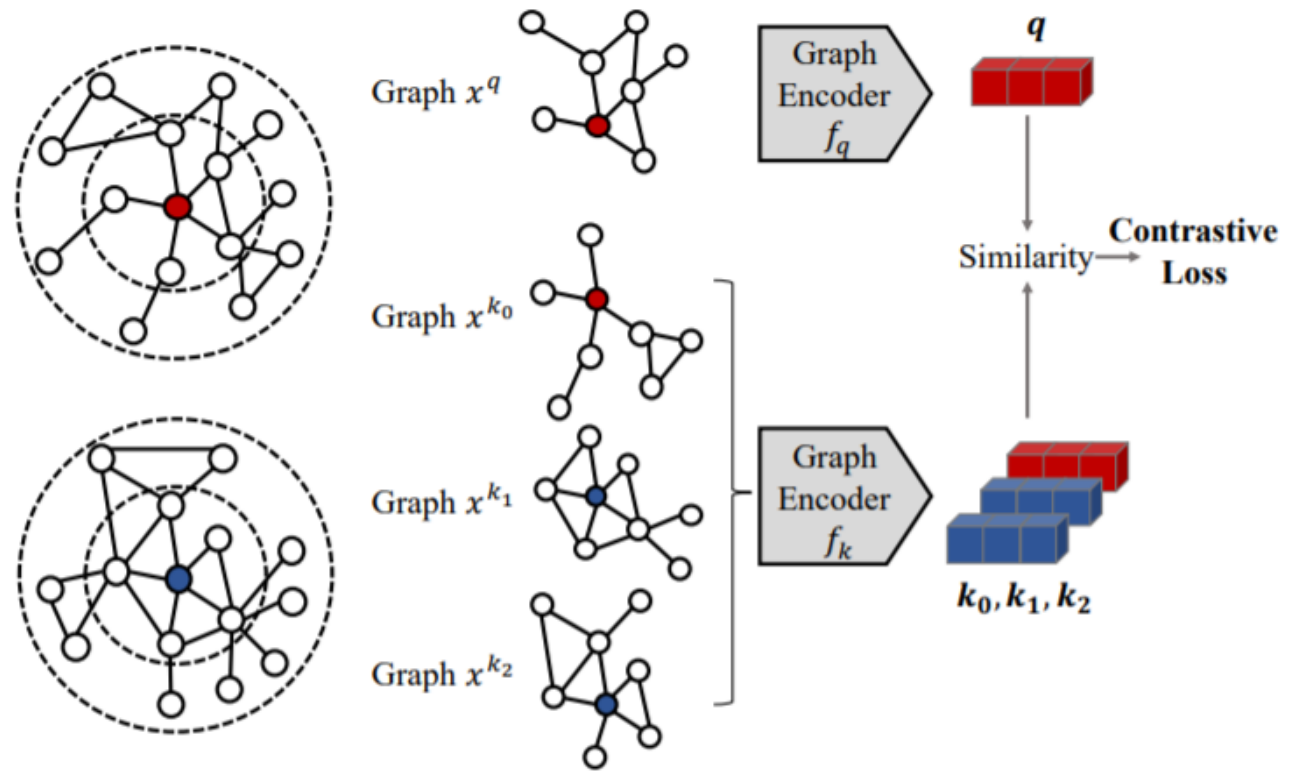 Graph x^q
Graph
Encoder
f_q
q
Graph x^{k_0}
Similarity
Contrastive
Loss
Graph x^{k_1}
Graph
Encoder
f_k
k_0, k_1, k_2
Graph x^{k_2}